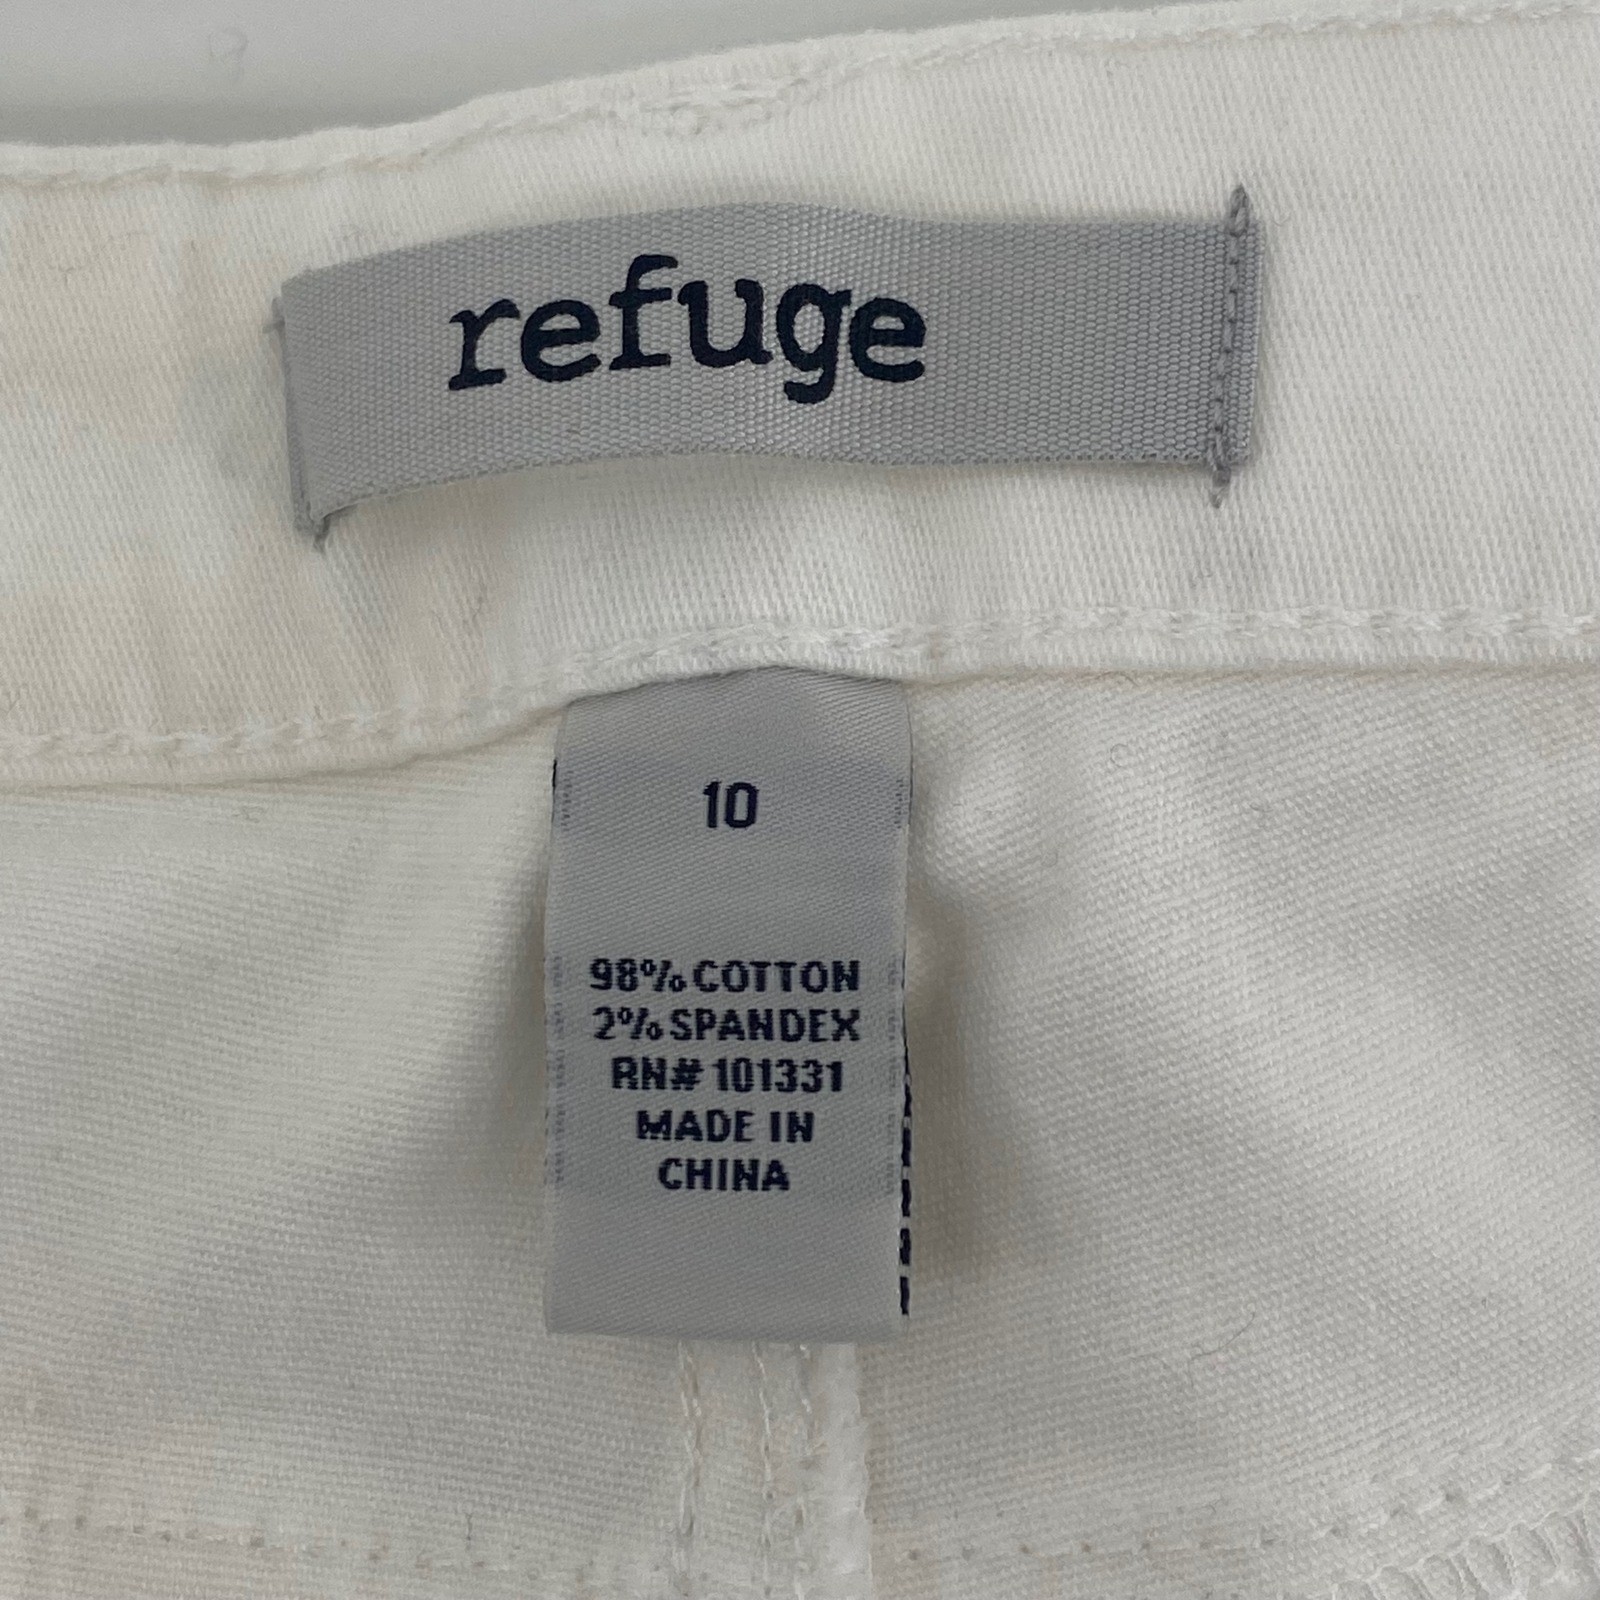 refuge
10
98% COTTON
2% SPANDEX
RN# 101331
MADE IN
CHINA